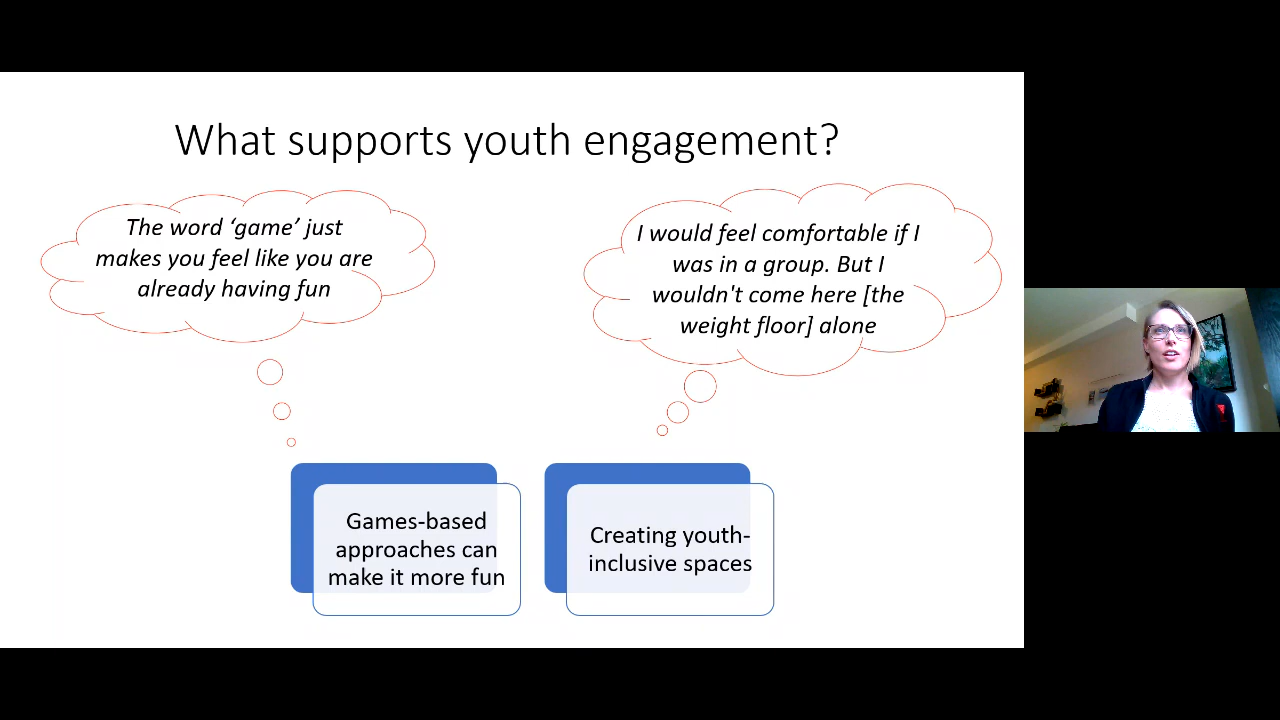 What supports youth engagement?
The word ‘game’ just
makes you feel like you are
already having fun
I would feel comfortable if I
was in a group. But I
wouldn't come here [the
weight floor] alone
Games-based
approaches can
make it more fun
Creating youth-
inclusive spaces